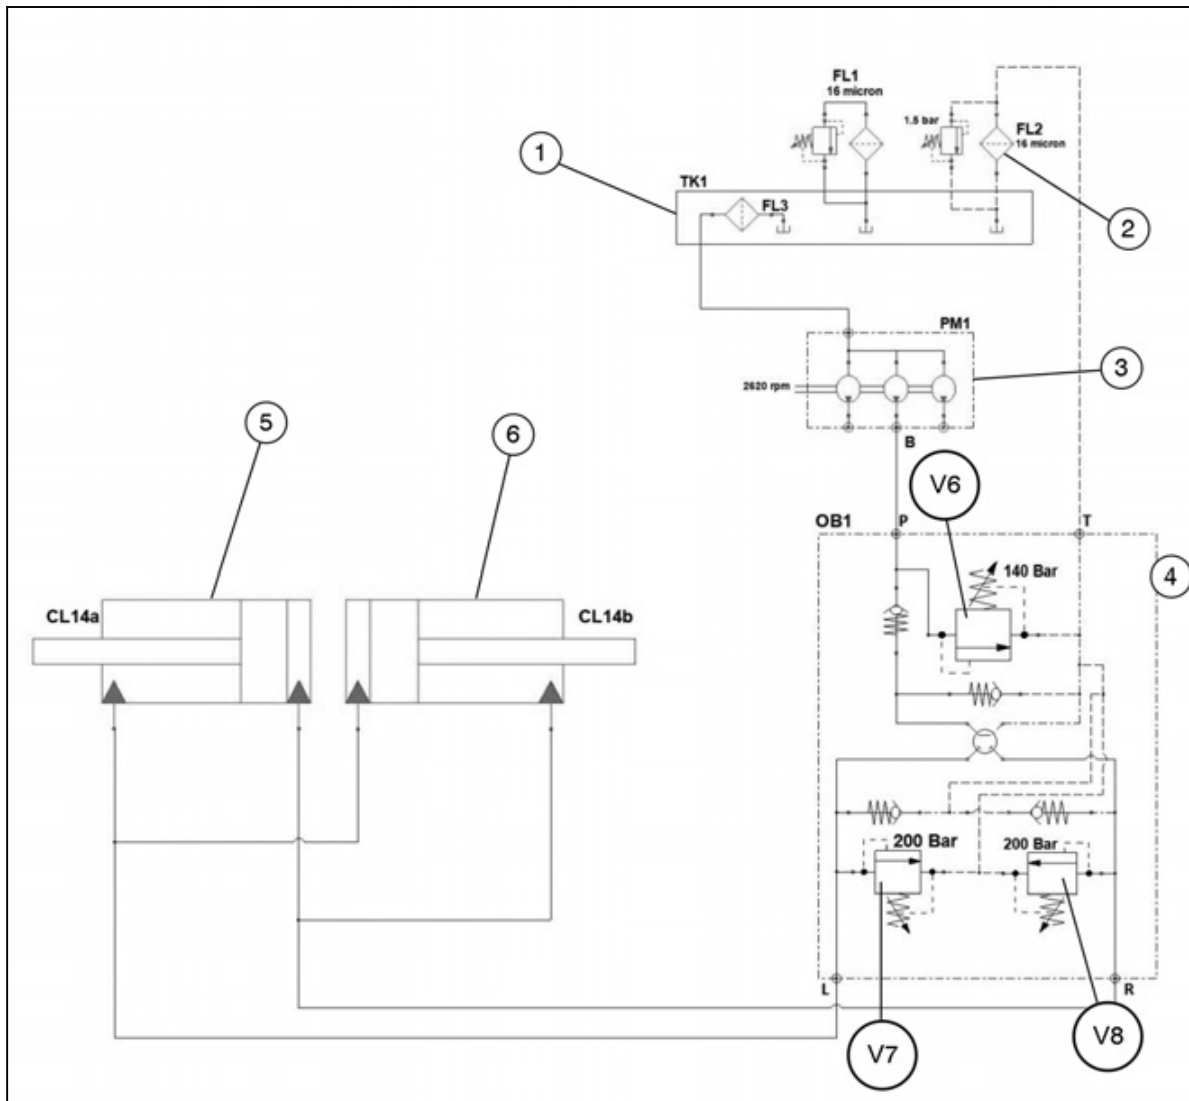 FL1
16 micron
1.5 bar
FL2
16 micron
1
TK1
FL3
2
PM1
3
2620 rpm
5
6
B
V6
OB1
P
T
140 Bar
4
CL14a
CL14b
200 Bar
200 Bar
L
R
V7
V8